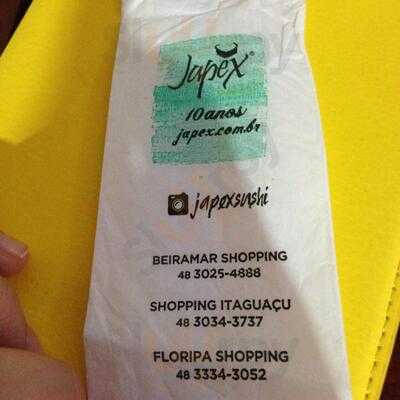 Japex®
10 anos
japex.com.br
japexsushi
BEIRAMAR SHOPPING
48 3025-4888
SHOPPING ITAGUAÇU
48 3034-3737
FLORIPA SHOPPING
48 3334-3052